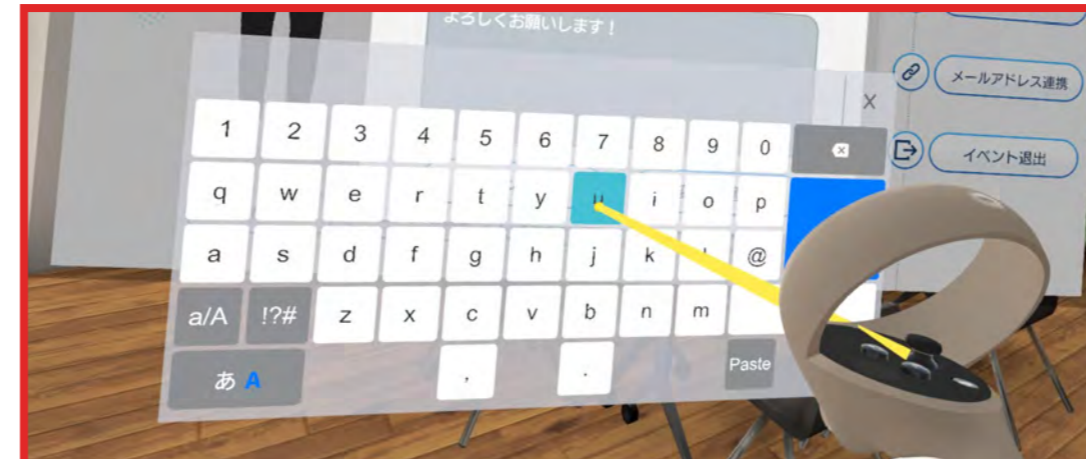 よろしくお願いします！
メールアドレス連携
X
イベント退出
1 2 3 4 5 6 7 8 9 0
q w e r t y u i o p
a s d f g h j k @
a/A !?# z x c v b n m
あ A , . Paste